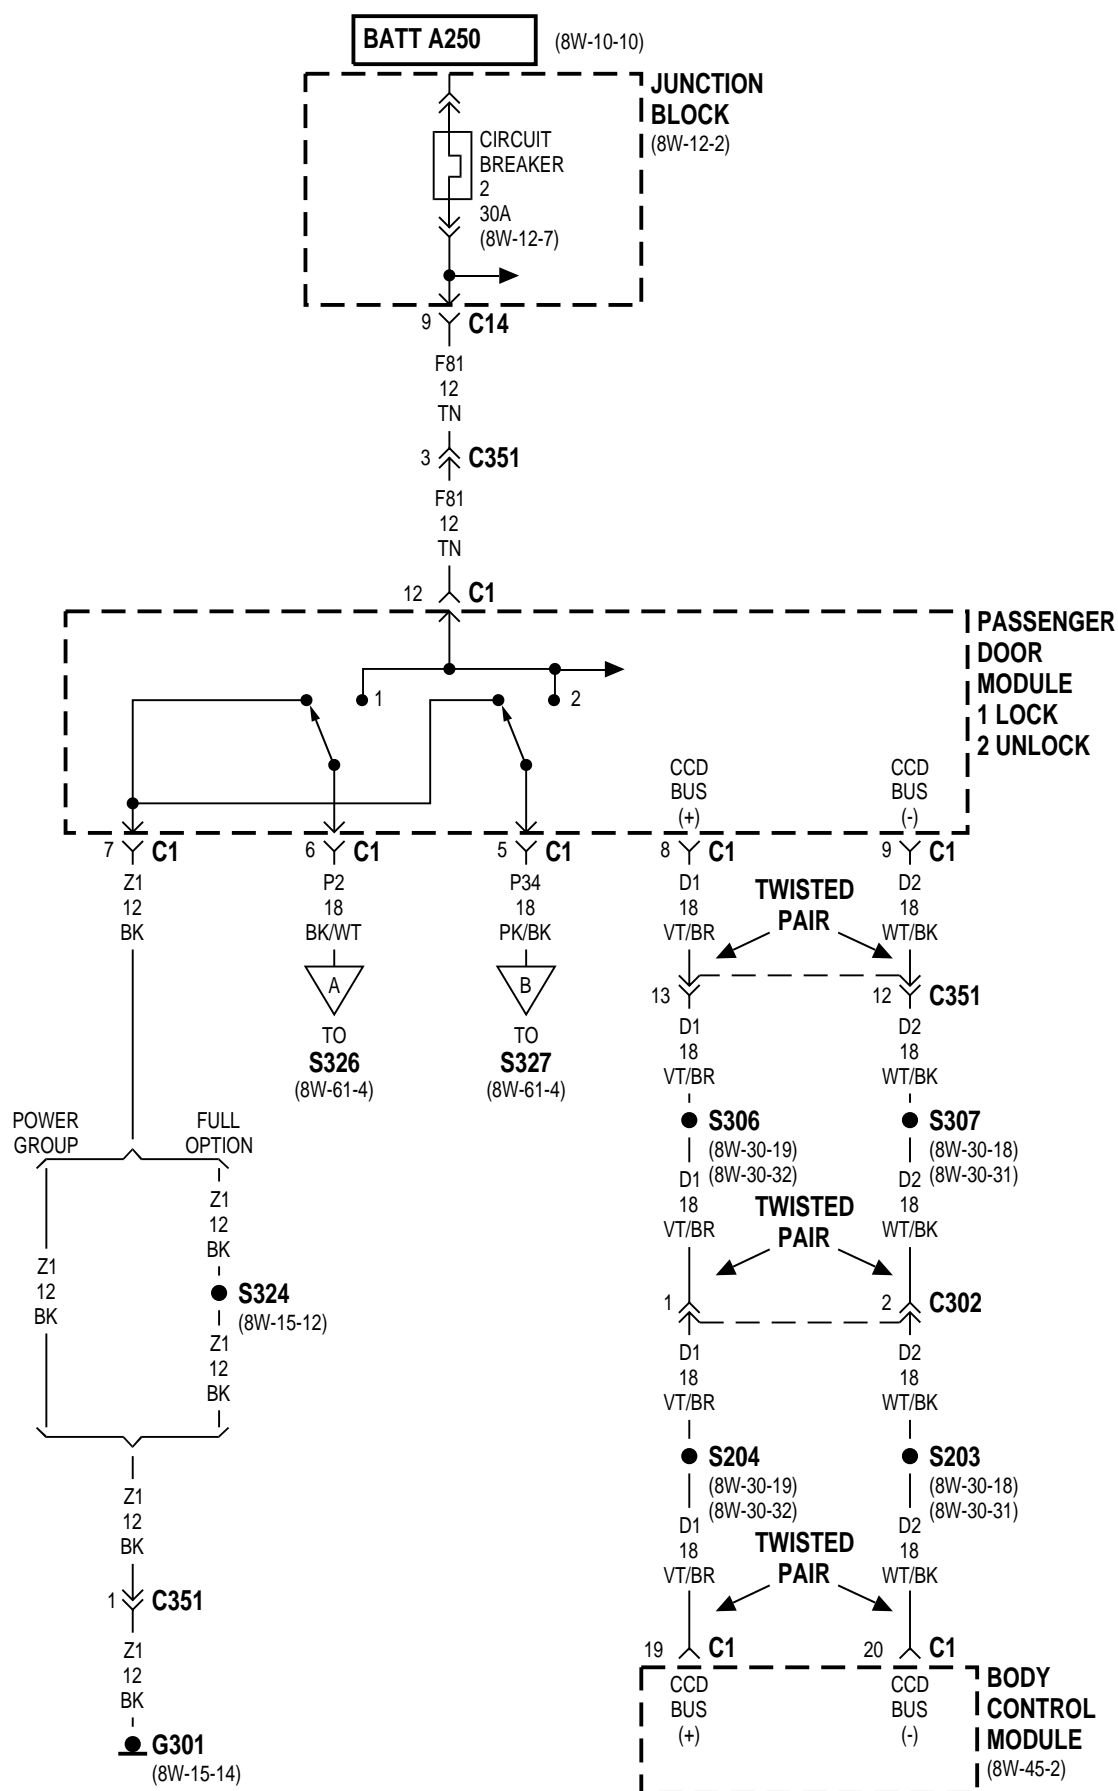 BATT A250 (8W-10-10)
JUNCTION
BLOCK
(8W-12-2)
CIRCUIT
BREAKER
2
30A
(8W-12-7)
9 C14
F81
12
TN
3 C351
F81
12
TN
12 C1
PASSENGER
DOOR
MODULE
1 LOCK
2 UNLOCK
1 2
CCD
BUS
(+)
CCD
BUS
(-)
7 C1 6 C1 5 C1 8 C1 9 C1
Z1
12
BK
P2
18
BK/WT
A
TO
S326
(8W-61-4)
P34
18
PK/BK
B
TO
S327
(8W-61-4)
D1
18
VT/BR
TWISTED
PAIR
D2
18
WT/BK
13 12 C351
D1
18
VT/BR
D2
18
WT/BK
S306
(8W-30-19)
(8W-30-32)
S307
(8W-30-18)
(8W-30-31)
D1
18
VT/BR
TWISTED
PAIR
D2
18
WT/BK
1 2 C302
D1
18
VT/BR
D2
18
WT/BK
S204
(8W-30-19)
(8W-30-32)
S203
(8W-30-18)
(8W-30-31)
D1
18
VT/BR
TWISTED
PAIR
D2
18
WT/BK
19 C1 20 C1
CCD
BUS
(+)
CCD
BUS
(-)
BODY
CONTROL
MODULE
(8W-45-2)
POWER
GROUP
FULL
OPTION
Z1
12
BK
Z1
12
BK
S324
(8W-15-12)
Z1
12
BK
Z1
12
BK
1 C351
Z1
12
BK
G301
(8W-15-14)